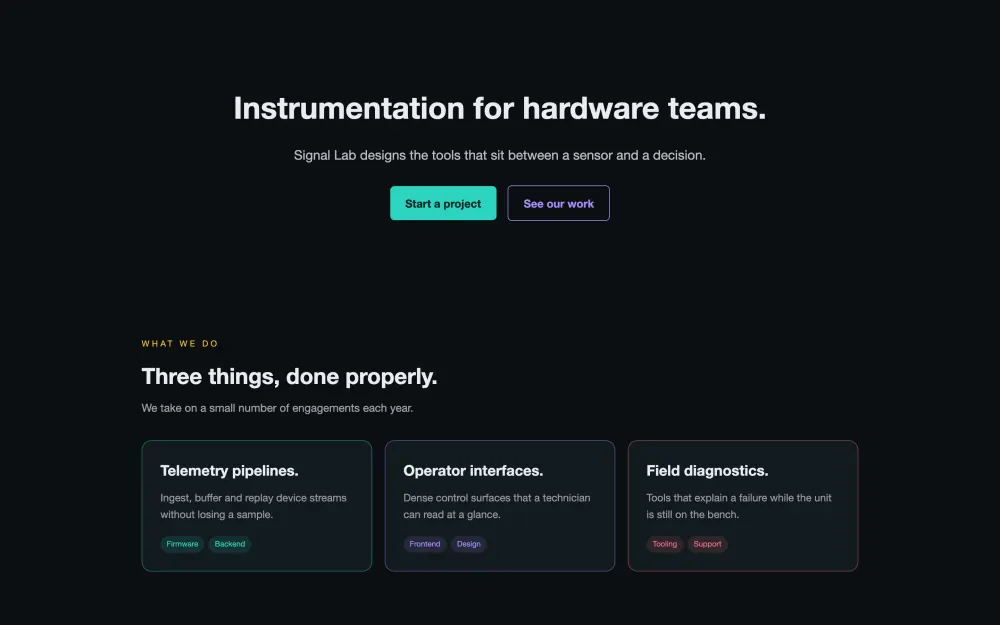 Instrumentation for hardware teams.
Signal Lab designs the tools that sit between a sensor and a decision.
Start a project
See our work
WHAT WE DO
Three things, done properly.
We take on a small number of engagements each year.
Telemetry pipelines.
Ingest, buffer and replay device streams
without losing a sample.
Firmware
Backend
Operator interfaces.
Dense control surfaces that a technician
can read at a glance.
Frontend
Design
Field diagnostics.
Tools that explain a failure while the unit
is still on the bench.
Tooling
Support